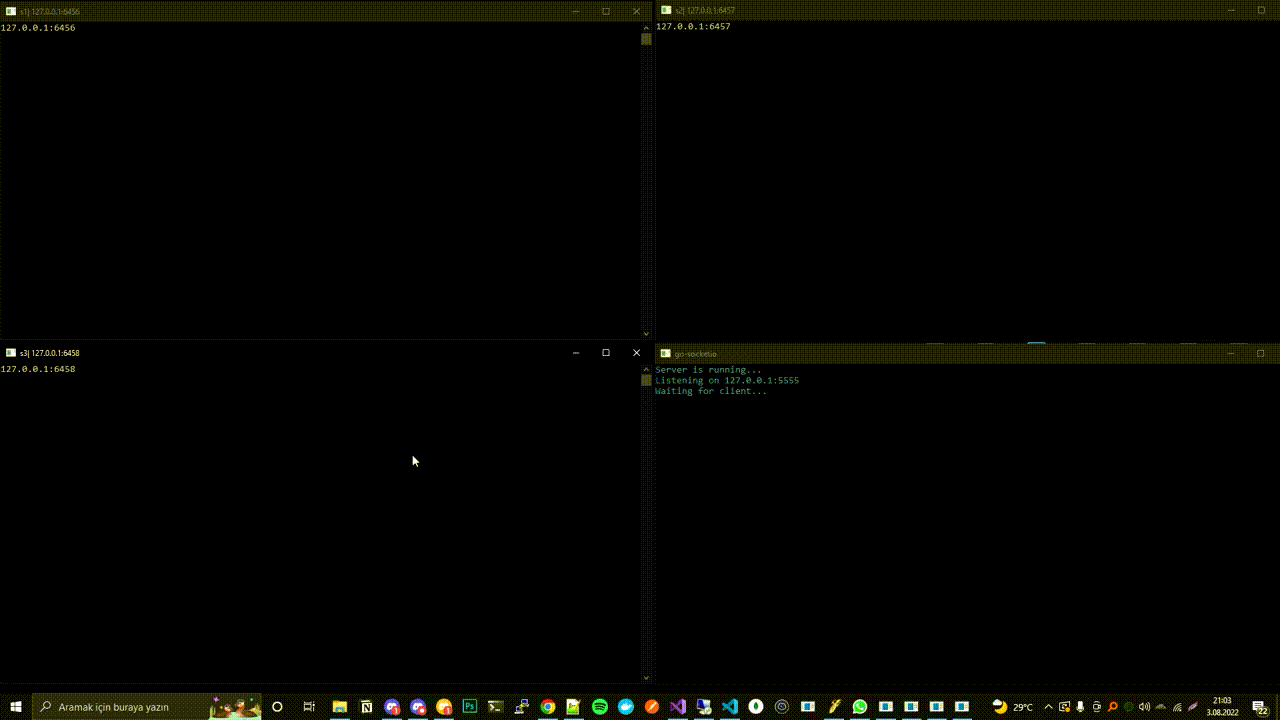 s1| 127.0.0.1:6456
127.0.0.1:6456
s2| 127.0.0.1:6457
127.0.0.1:6457
s3| 127.0.0.1:6458
127.0.0.1:6458
go-socketio
Server is running...
Listening on 127.0.0.1:5555
Waiting for client...
Aramak için buraya yazın
Ps
29°C
21:03
3.08.2022